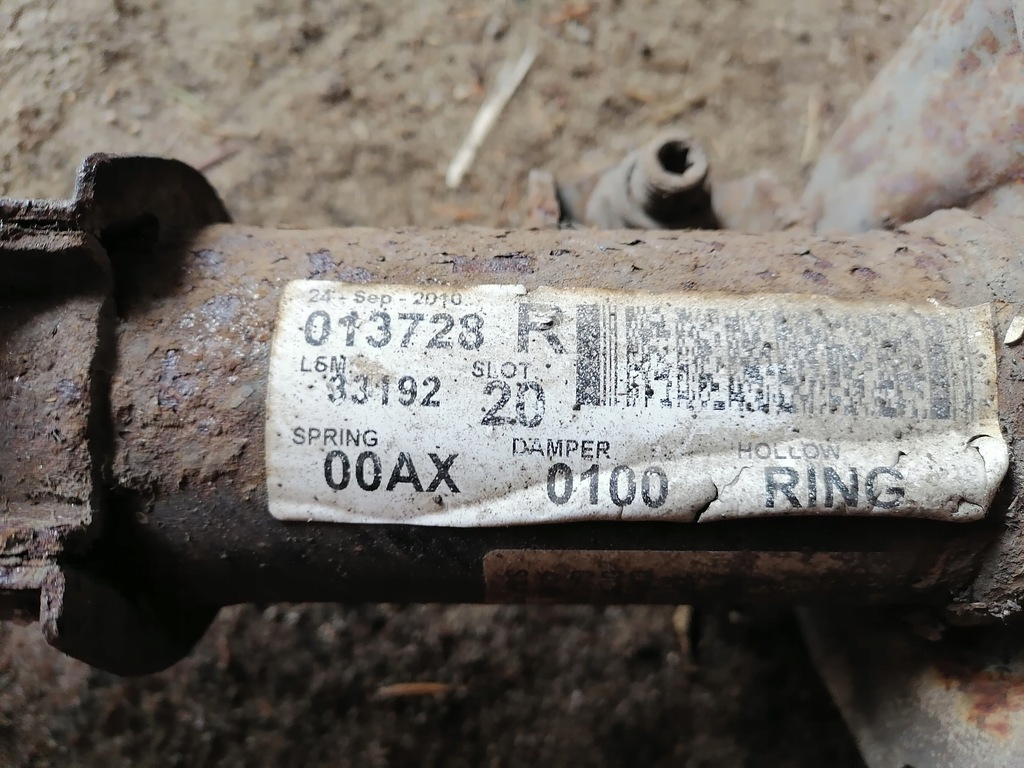 24 - Sep - 2010
013728 R
L6M
33192
SLOT
20
SPRING
00AX
DAMPER
0100
HOLLOW
RING